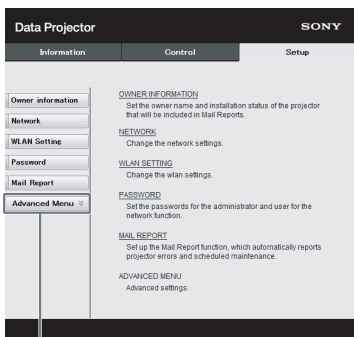 Data Projector
SONY
Information
Control
Setup
Owner information
Network
WLAN Setting
Password
Mail Report
Advanced Menu
OWNER INFORMATION
Set the owner name and installation status of the projector
that will be included in Mail Reports.
NETWORK
Change the network settings.
WLAN SETTING
Change the wlan settings.
PASSWORD
Set the passwords for the administrator and user for the
network function.
MAIL REPORT
Set up the Mail Report function, which automatically reports
projector errors and scheduled maintenance.
ADVANCED MENU
Advanced settings.